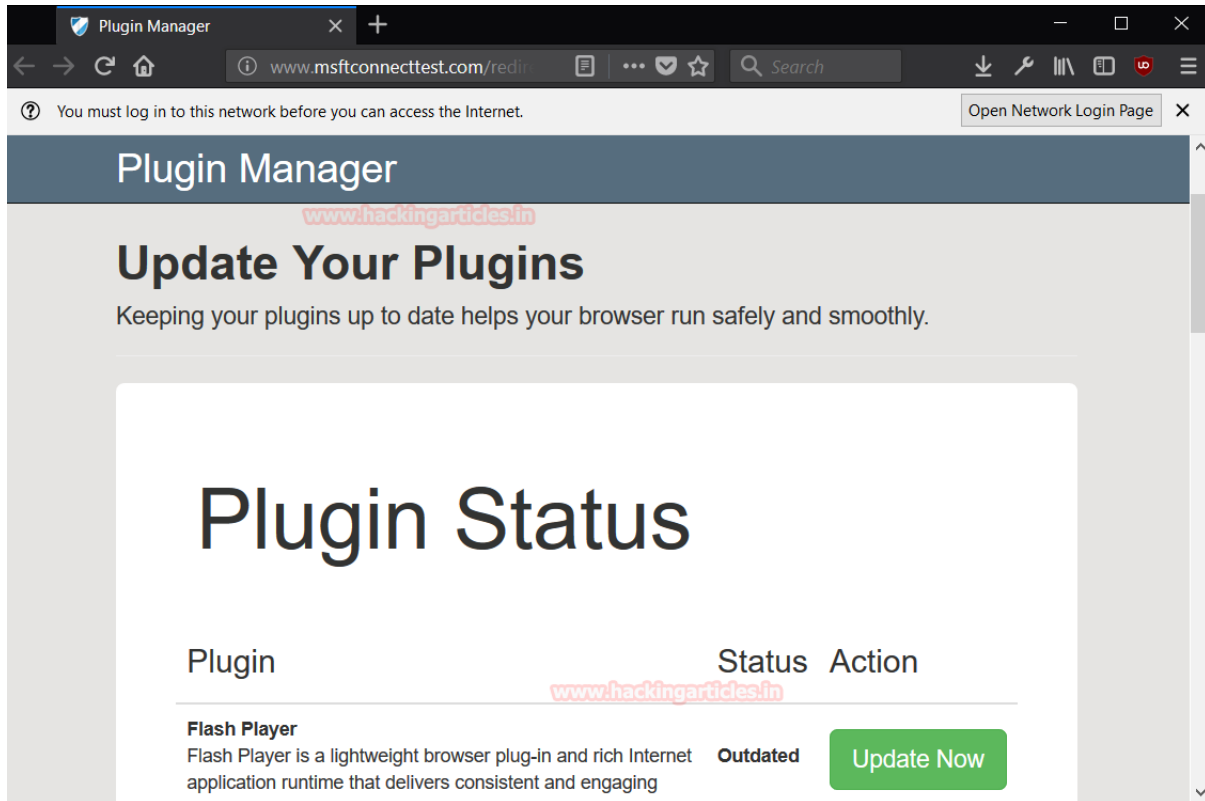 Plugin Manager
www.msftconnecttest.com/redir
Search
You must log in to this network before you can access the Internet.
Open Network Login Page
Plugin Manager
www.hackingarticles.in
Update Your Plugins
Keeping your plugins up to date helps your browser run safely and smoothly.
Plugin Status
Plugin Status Action
www.hackingarticles.in
Flash Player
Flash Player is a lightweight browser plug-in and rich Internet
application runtime that delivers consistent and engaging
Outdated
Update Now